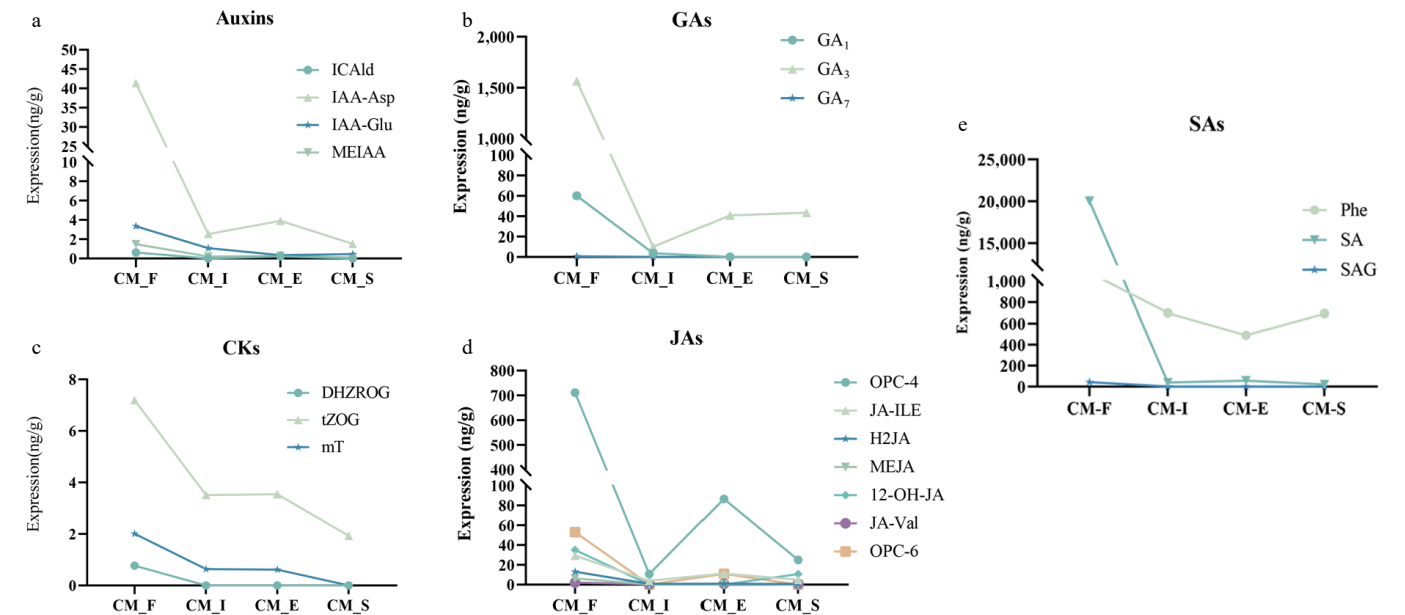 a
Auxins
Expression(ng/g)
50
45
40
35
30
25
10
8
6
4
2
0
CM_F
CM_I
CM_E
CM_S
ICAld
IAA-Asp
IAA-Glu
MEIAA
b
GAs
Expression (ng/g)
2,000
1,500
1,000
100
80
60
40
20
0
CM_F
CM_I
CM_E
CM_S
GA₁
GA₃
GA₇
c
CKs
Expression(ng/g)
8
6
4
2
0
CM_F
CM_I
CM_E
CM_S
DHZROG
tZOG
mT
d
JAs
Expression (ng/g)
800
700
600
500
400
100
80
60
40
20
0
CM_F
CM_I
CM_E
CM_S
OPC-4
JA-ILE
H2JA
MEJA
12-OH-JA
JA-Val
OPC-6
e
SAs
Expression (ng/g)
25,000
20,000
15,000
1,000
800
600
400
200
0
CM-F
CM-I
CM-E
CM-S
Phe
SA
SAG